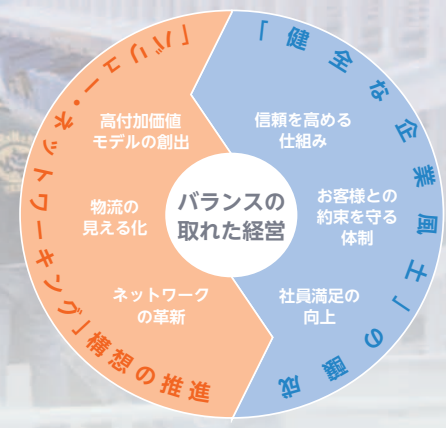 「バリュー・ネットワーキング」構想の推進
高付加価値
モデルの創出
物流の
見える化
ネットワーク
の革新
バランスの
取れた経営
「健全な企業風土」の醸成
信頼を高める
仕組み
お客様との
約束を守る
体制
社員満足の
向上